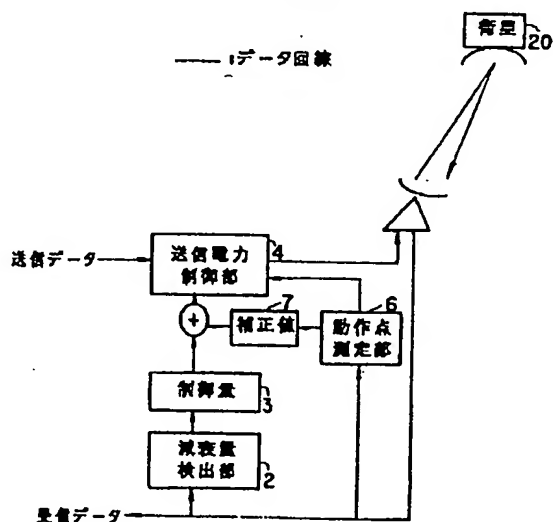 衛星
20
:データ回線
送信データ
送信電力
制御部
4
+
7
補正値
6
動作点
測定部
制御量
3
減衰量
検出部
2
受信データ